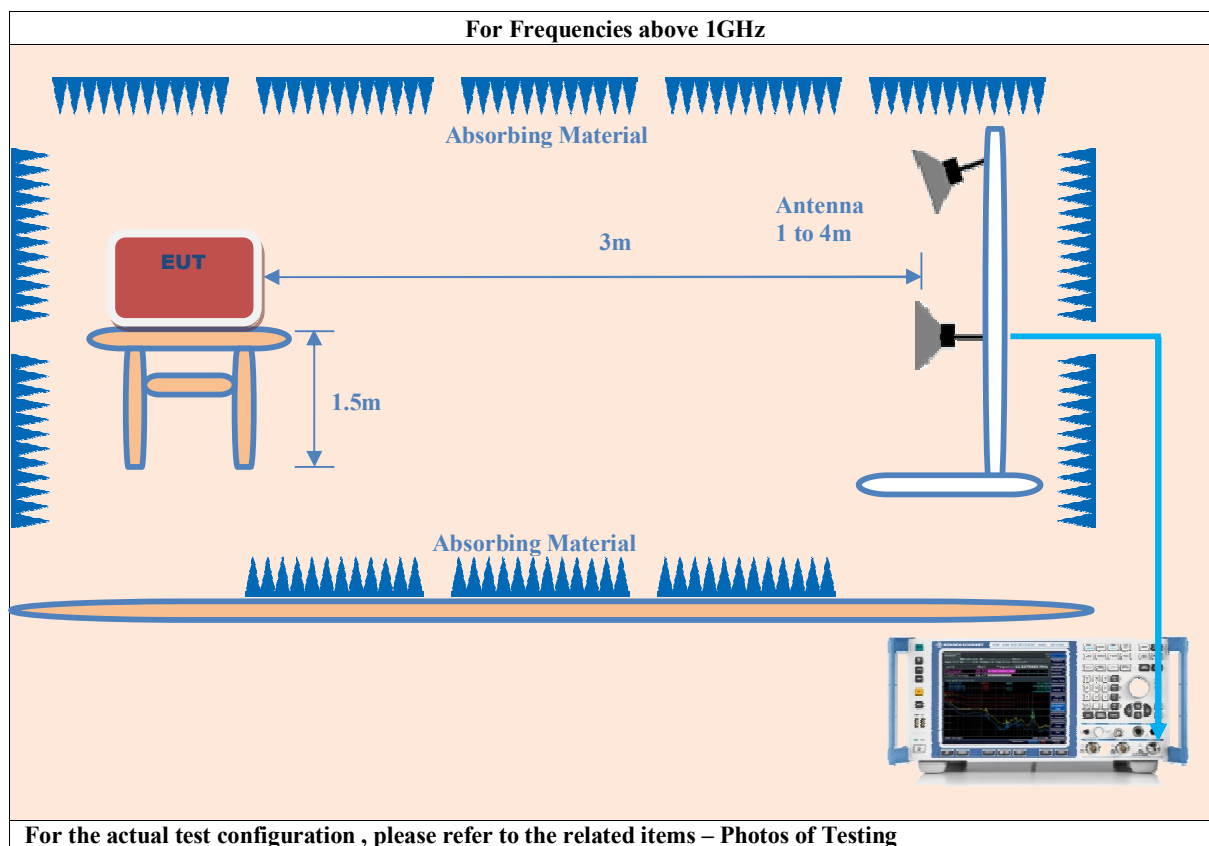 For Frequencies above 1GHz
Absorbing Material
Antenna
1 to 4m
3m
EUT
1.5m
Absorbing Material
For the actual test configuration , please refer to the related items – Photos of Testing